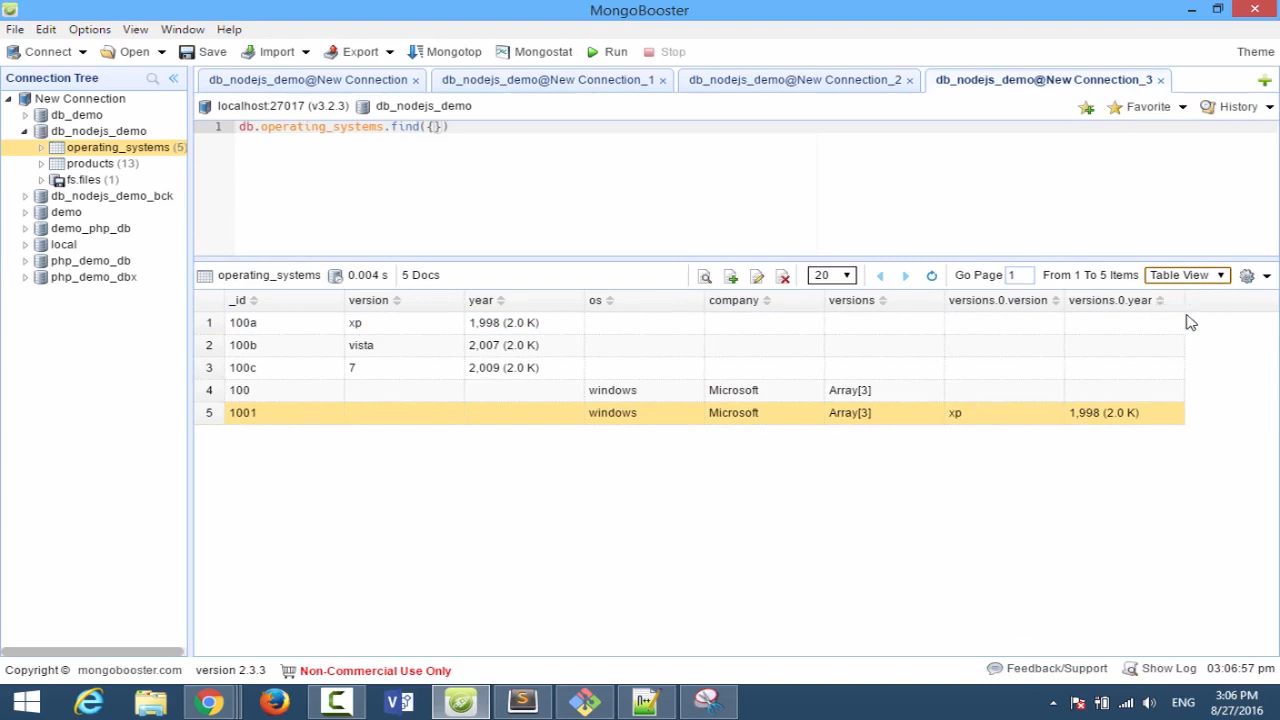 MongoBooster
File Edit Options View Window Help
Connect Open Save Import Export Mongotop Mongostat Run Stop Theme
Connection Tree
db_nodejs_demo@New Connection db_nodejs_demo@New Connection_1 db_nodejs_demo@New Connection_2 db_nodejs_demo@New Connection_3
New Connection
db_demo
db_nodejs_demo
operating_systems (5)
products (13)
fs.files (1)
db_nodejs_demo_bck
demo
demo_php_db
local
php_demo_db
php_demo_dbx
localhost:27017 (v3.2.3) db_nodejs_demo Favorite History
1 db.operating_systems.find({})
operating_systems 0.004 s 5 Docs 20 Go Page 1 From 1 To 5 Items Table View
_id version year os company versions versions.0.version versions.0.year
1 100a xp 1,998 (2.0 K)
2 100b vista 2,007 (2.0 K)
3 100c 7 2,009 (2.0 K)
4 100 windows Microsoft Array[3]
5 1001 windows Microsoft Array[3] xp 1,998 (2.0 K)
Copyright © mongobooster.com version 2.3.3 Non-Commercial Use Only Feedback/Support Show Log 03:06:57 pm
ENG
3:06 PM
8/27/2016